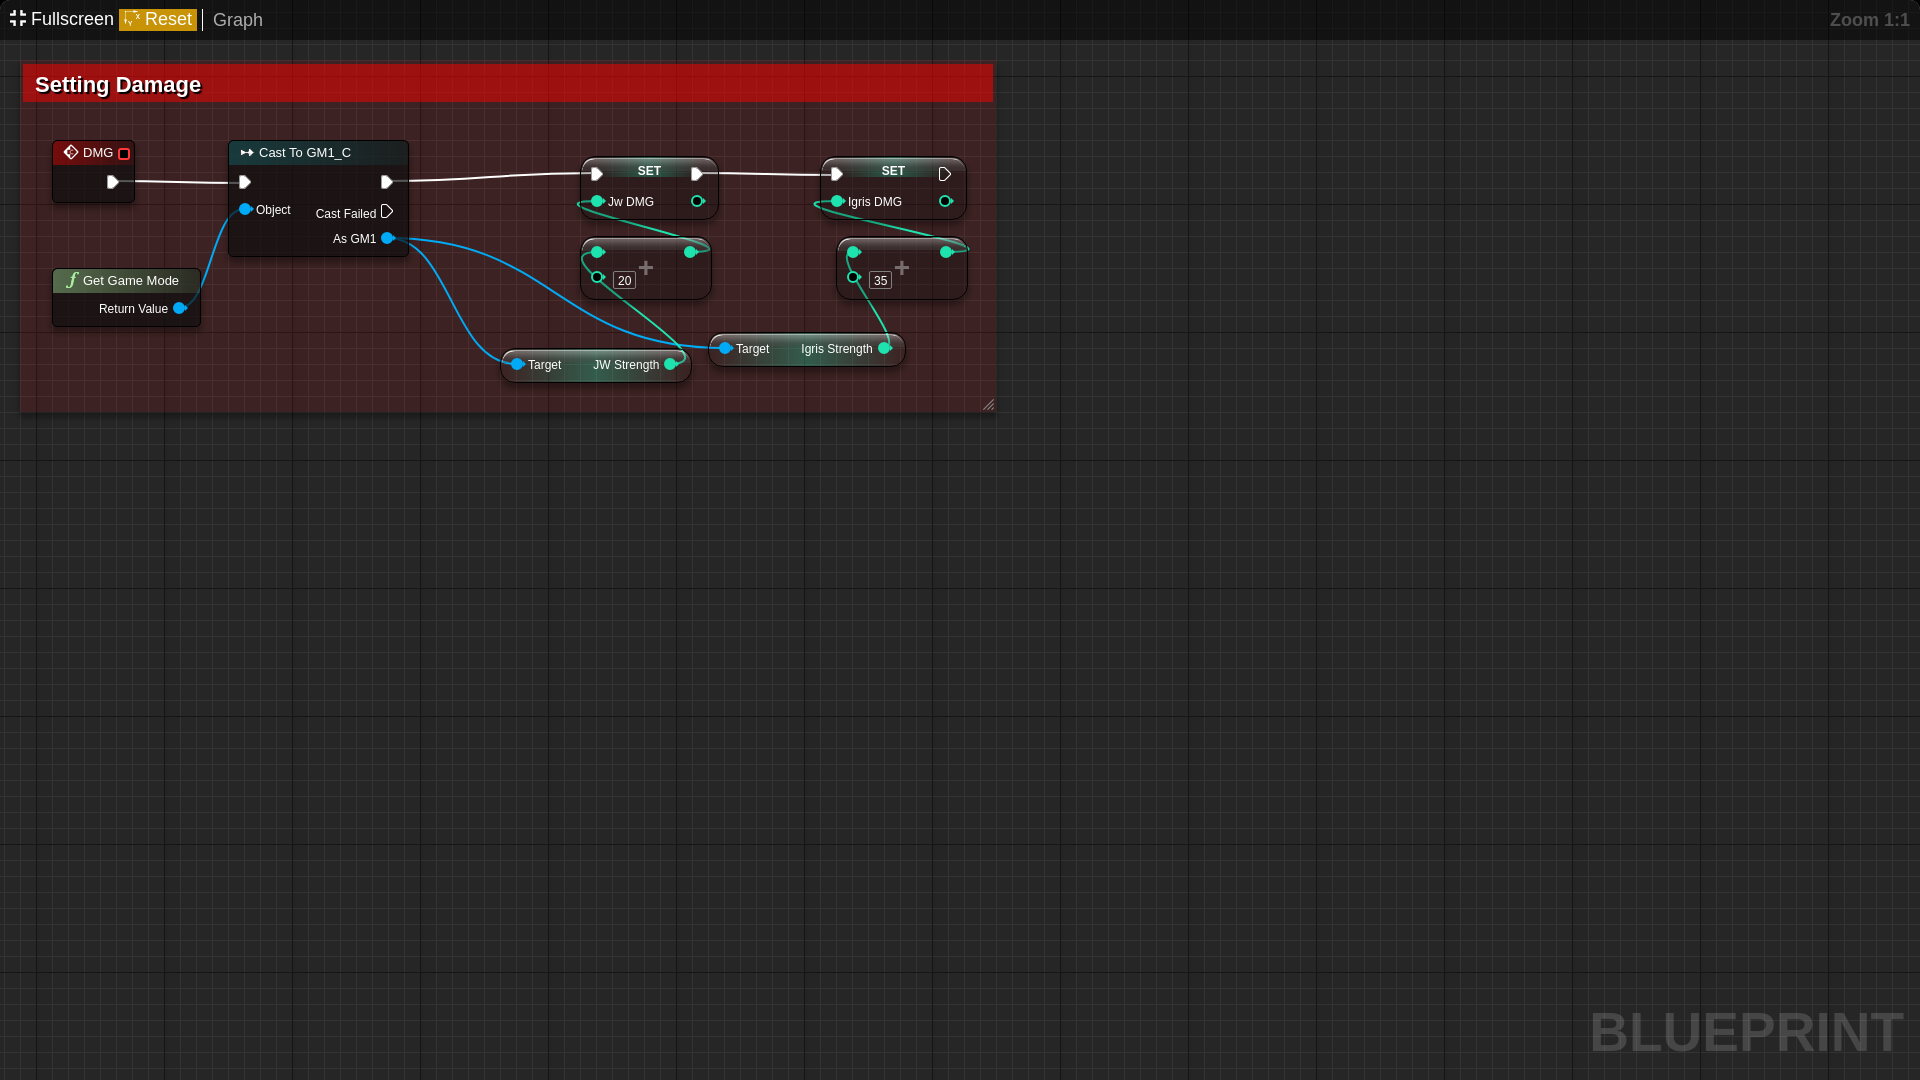 Fullscreen Reset Graph Zoom 1:1
Setting Damage
DMG
Cast To GM1_C
Object
Cast Failed
As GM1
Get Game Mode
Return Value
SET
Jw DMG
SET
Igris DMG
20
+
35
+
Target JW Strength
Target Igris Strength
BLUEPRINT